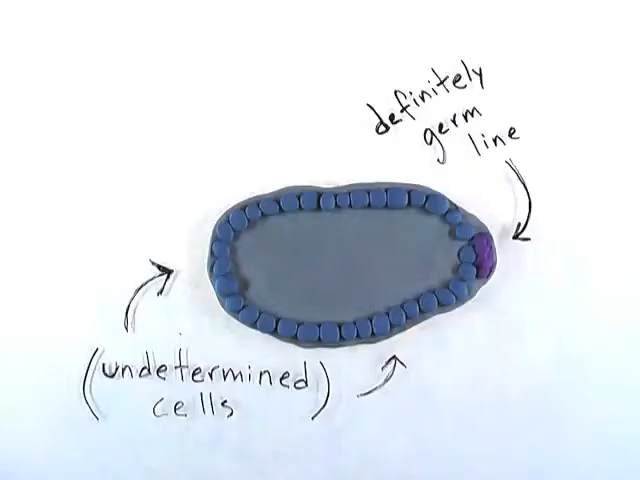 definitely
germ
line
(undetermined)
cells